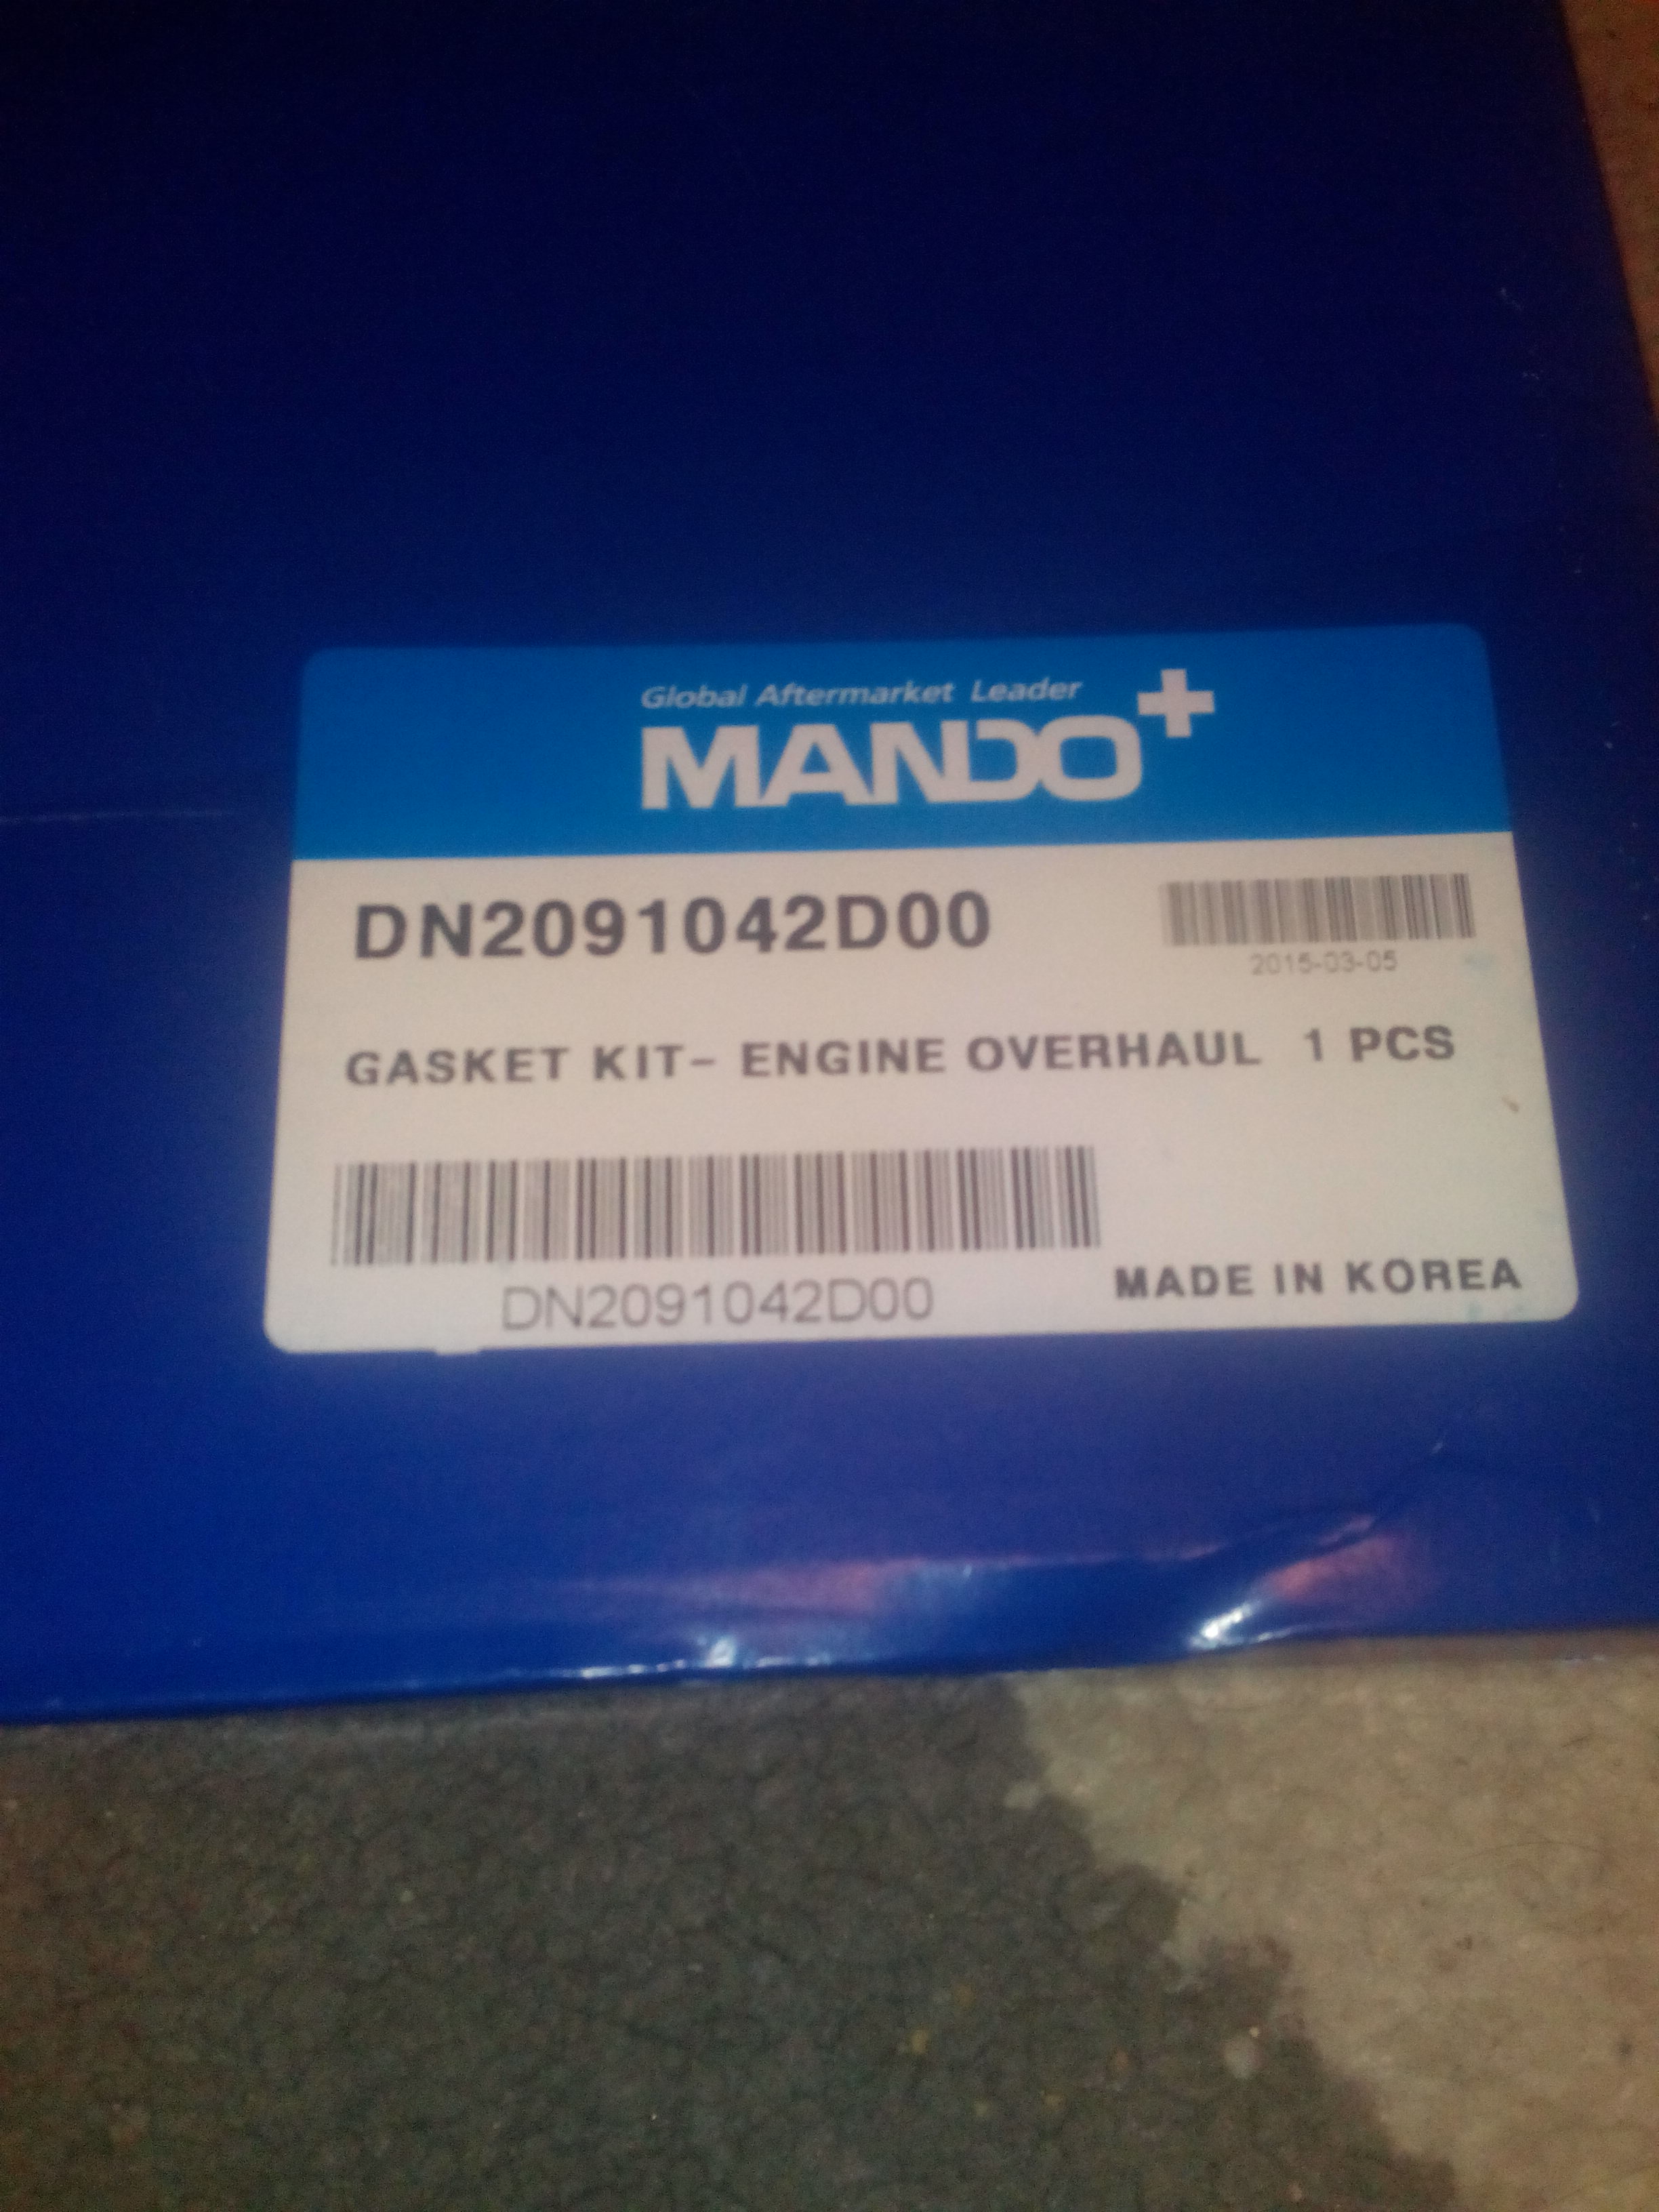 Global Aftermarket Leader
MANDO+
DN2091042D00
2015-03-05
GASKET KIT- ENGINE OVERHAUL 1 PCS
DN2091042D00
MADE IN KOREA